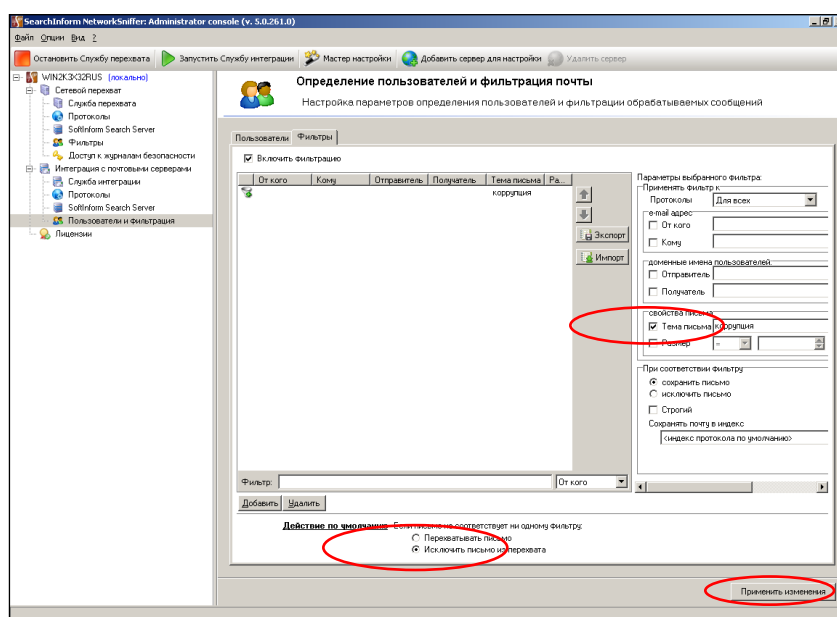 SearchInform NetworkSniffer: Administrator console (v. 5.0.261.0)
Файл Опции Вид ?
Остановить Службу перехвата Запустить Службу интеграции Мастер настройки Добавить сервер для настройки Удалить сервер
WIN2K3X32RUS (локально)
Сетевой перехват
Служба перехвата
Протоколы
SoftInform Search Server
Фильтры
Доступ к журналам безопасности
Интеграция с почтовыми серверами
Служба интеграции
Протоколы
SoftInform Search Server
Пользователи и фильтрация
Лицензии
Определение пользователей и фильтрация почты
Настройка параметров определения пользователей и фильтрации обрабатываемых сообщений
Пользователи Фильтры
Включить фильтрацию
От кого Кому Отправитель Получатель Тема письма Ра...
коррупция
Экспорт
Импорт
Фильтр: От кого
Добавить Удалить
Параметры выбранного фильтра:
Применять фильтр к
Протоколы Для всех
e-mail адрес
От кого
Кому
доменные имена пользователей:
Отправитель
Получатель
свойства письма
Тема письма коррупция
Размер =
При соответствии фильтру
сохранить письмо
исключить письмо
Строгий
Сохранять почту в индекс
<индекс протокола по умолчанию>
Действие по умолчанию Если письмо не соответствует ни одному фильтру:
Перехватывать письмо
Исключить письмо из перехвата
Применить изменения